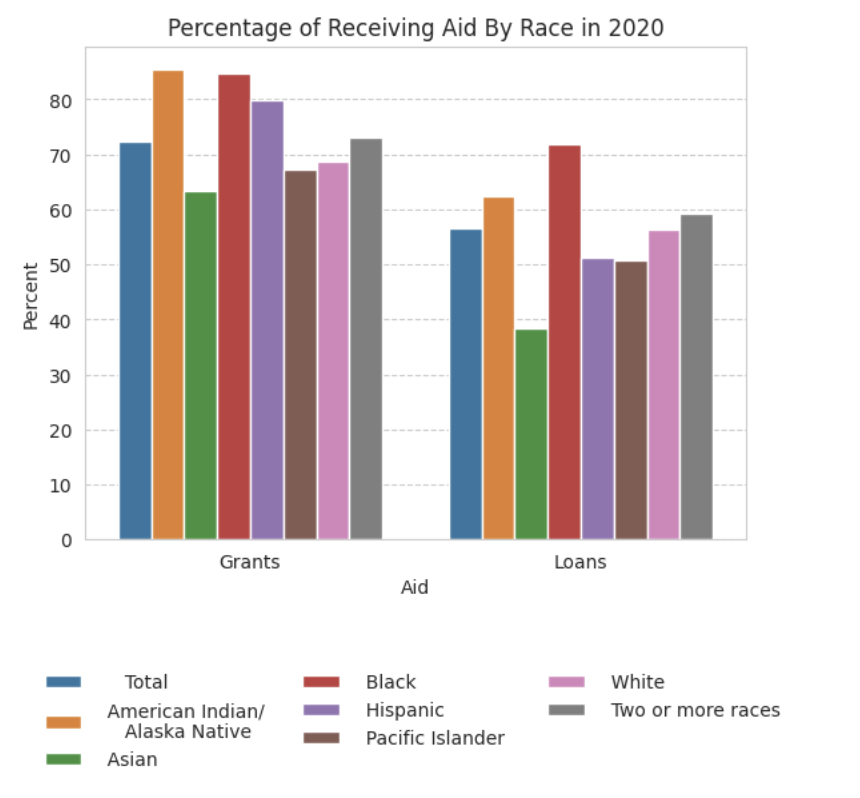 Percentage of Receiving Aid By Race in 2020
80
70
60
50
40
30
20
10
0
Percent
Grants
Loans
Aid
Total
American Indian/
Alaska Native
Asian
Black
Hispanic
Pacific Islander
White
Two or more races